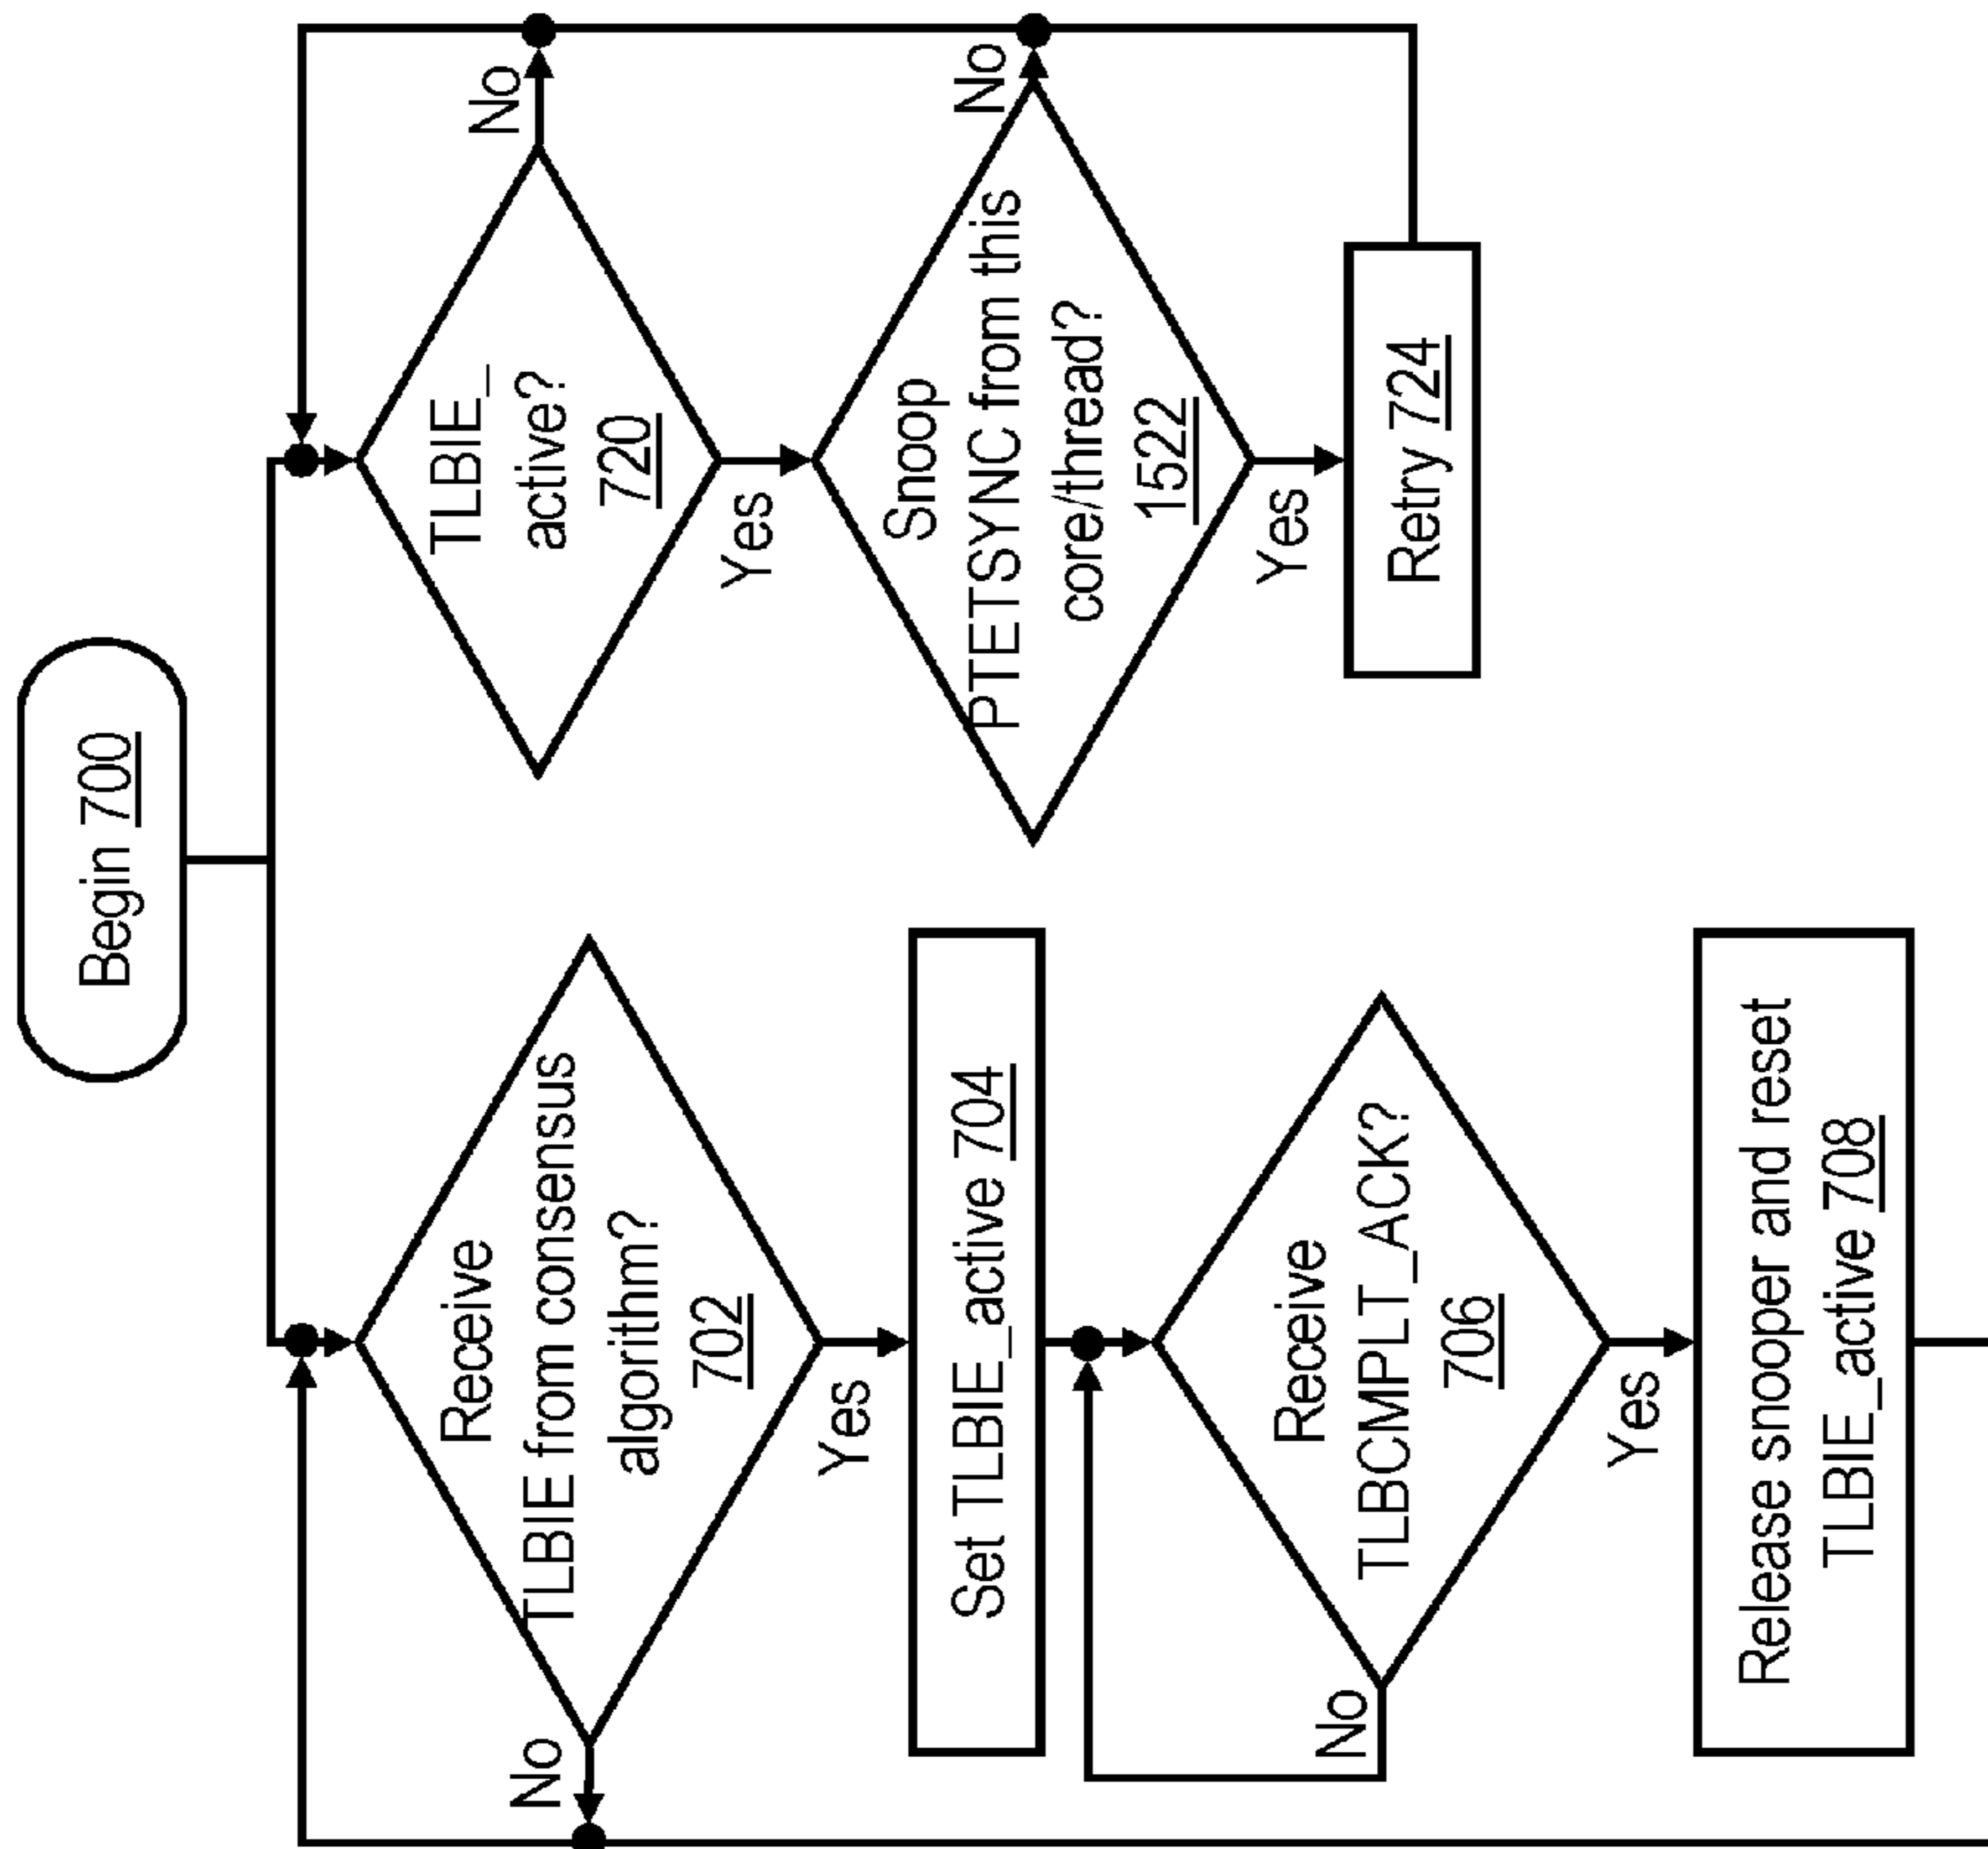 Begin 700
Receive
TLBIE from consensus
algorithm?
702
No
Yes
Set TLBIE_active 704
Receive
TLBCMPLT_ACK?
706
No
Yes
Release snooper and reset
TLBIE_active 708
TLBIE_
active?
720
No
Yes
Snoop
PTETSYNC from this
core/thread?
1522
No
Yes
Retry 724